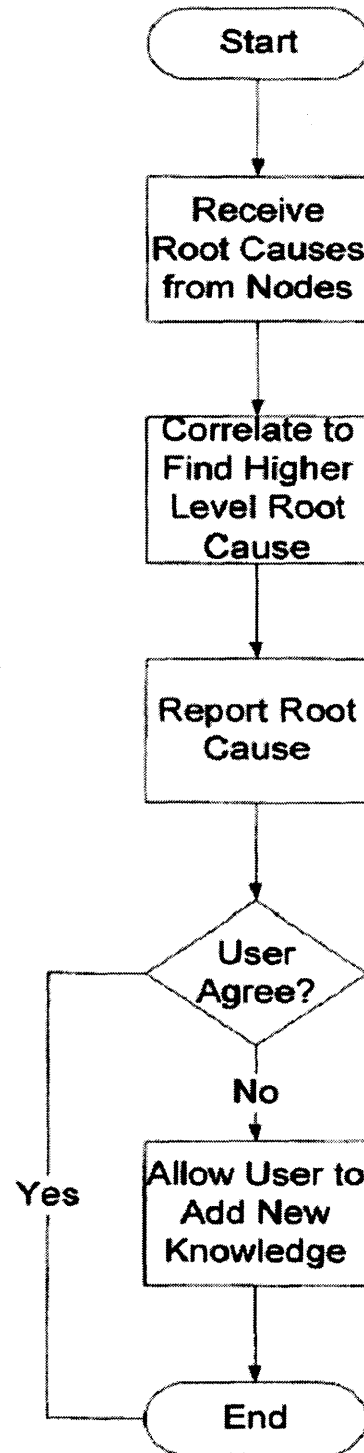 Start
Receive
Root Causes
from Nodes
Correlate to
Find Higher
Level Root
Cause
Report Root
Cause
User
Agree?
No
Yes
Allow User to
Add New
Knowledge
End